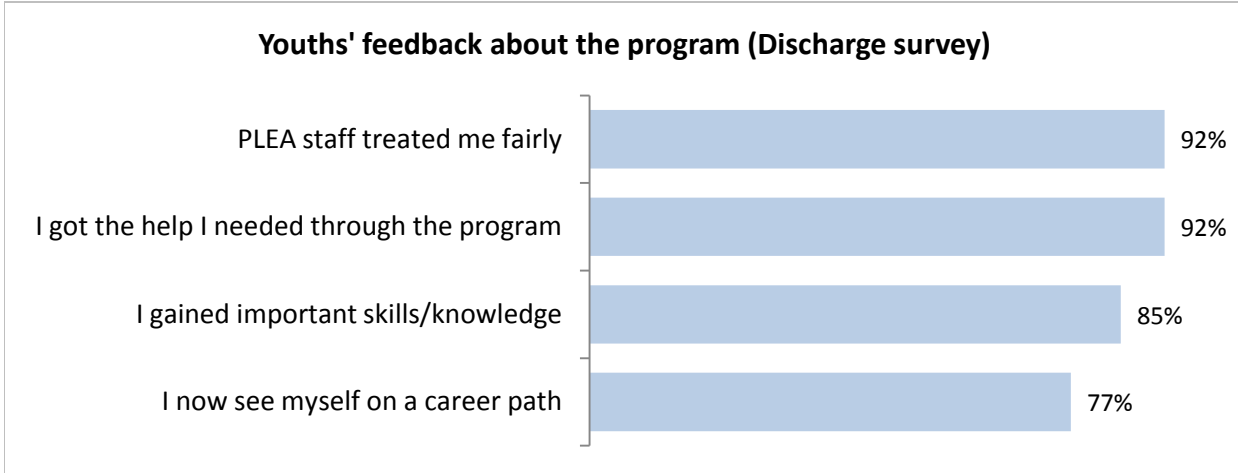 Youths' feedback about the program (Discharge survey)
PLEA staff treated me fairly
92%
I got the help I needed through the program
92%
I gained important skills/knowledge
85%
I now see myself on a career path
77%